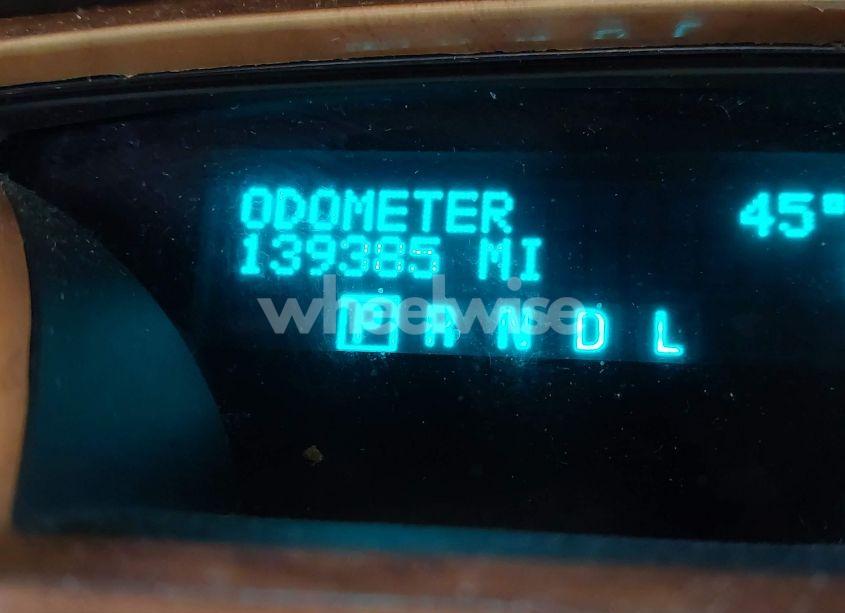 ODOMETER 45°
139385 MI
P R N D L
wheelwise